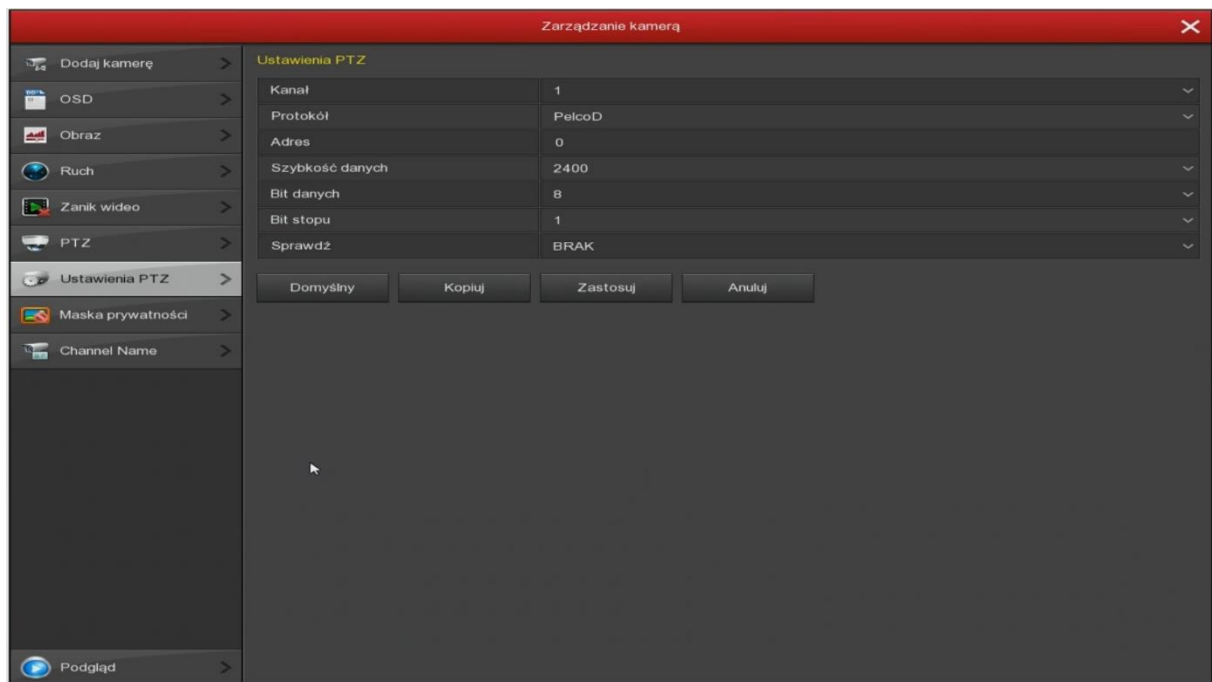 Zarządzanie kamerą
Dodaj kamerę
OSD
Obraz
Ruch
Zanik wideo
PTZ
Ustawienia PTZ
Maska prywatności
Channel Name
Podgląd
Ustawienia PTZ
Kanał 1
Protokół PelcoD
Adres 0
Szybkość danych 2400
Bit danych 8
Bit stopu 1
Sprawdź BRAK
Domyślny Kopiuj Zastosuj Anuluj